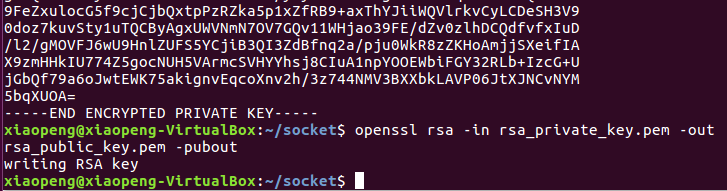 9FeZxulocG5f9cjCjbQxtpPzRZka5p1xZfRB9+axThYJiiWQVlrkvCyLCDeSH3V9
0doz7kuvSty1uTQCByAgxUWVNmN7OV7GQv11WHjao39FE/dZv0zlhDCQdfvfxIuD
/l2/gMOVFJ6wU9HnlZUFS5YCjiB3QI3ZdBfnq2a/pju0WkR8zZKHoAmjjSXeifIA
X9zmHHkIU774Z5gocNUH5VArmcSVHYYhsj8CIuA1npYOOEWbiFGY32RLb+IzcG+U
jGbQf79a6oJwtEWK75akignvEqcoXnv2h/3z744NMV3BXXbkLAVP06JtXJNCvNYM
5bqXUOA=
-----END ENCRYPTED PRIVATE KEY-----
xiaopeng@xiaopeng-VirtualBox:~/socket$ openssl rsa -in rsa_private_key.pem -out
rsa_public_key.pem -pubout
writing RSA key
xiaopeng@xiaopeng-VirtualBox:~/socket$